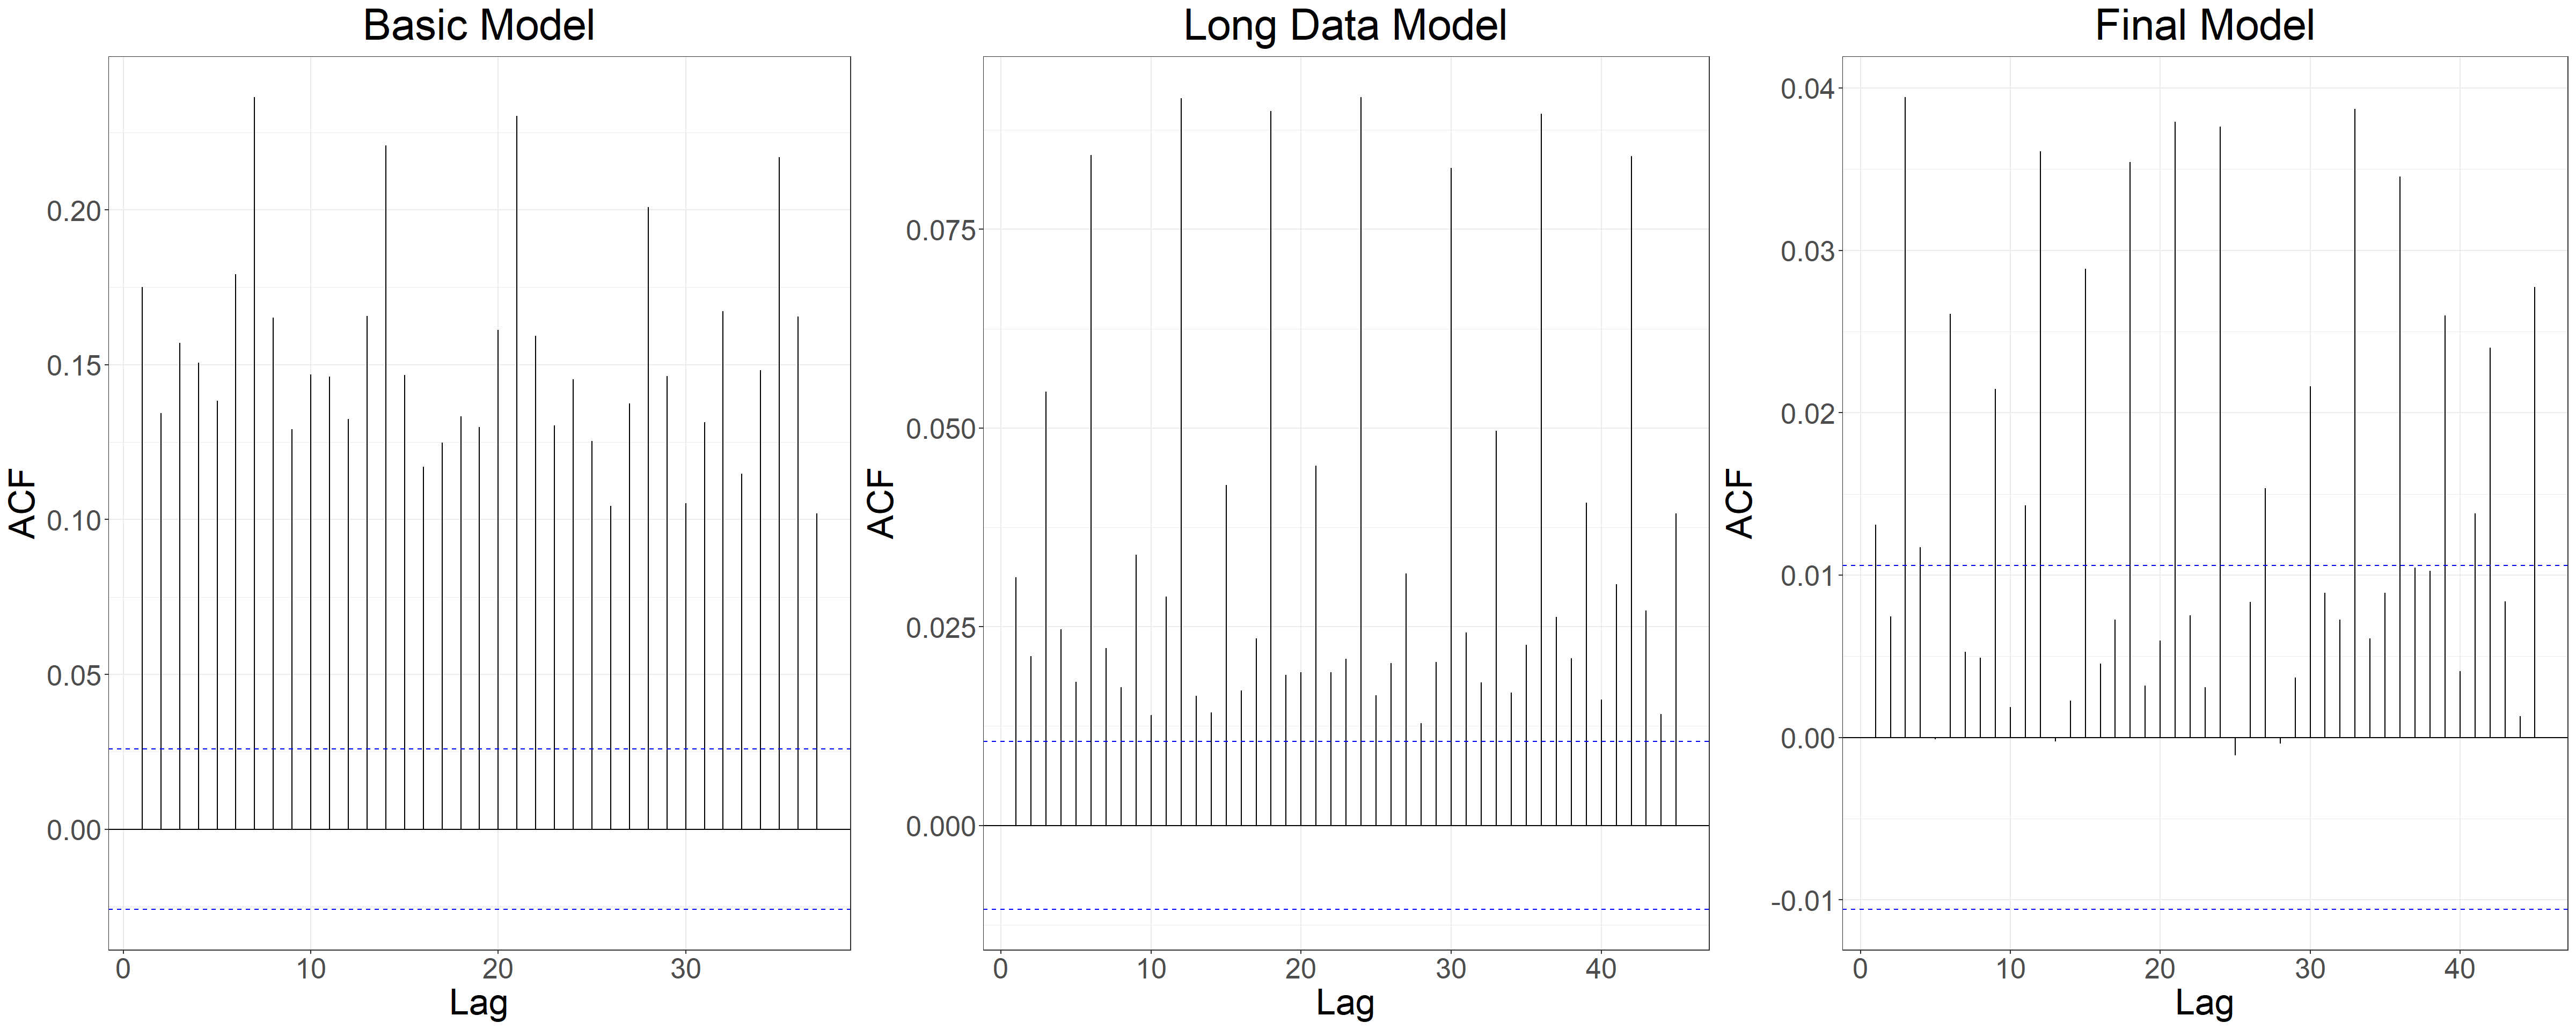 Basic Model
Long Data Model
Final Model
ACF
0.20
0.15
0.10
0.05
0.00
0 10 20 30
Lag
ACF
0.075
0.050
0.025
0.000
0 10 20 30 40
Lag
ACF
0.04
0.03
0.02
0.01
0.00
-0.01
0 10 20 30 40
Lag